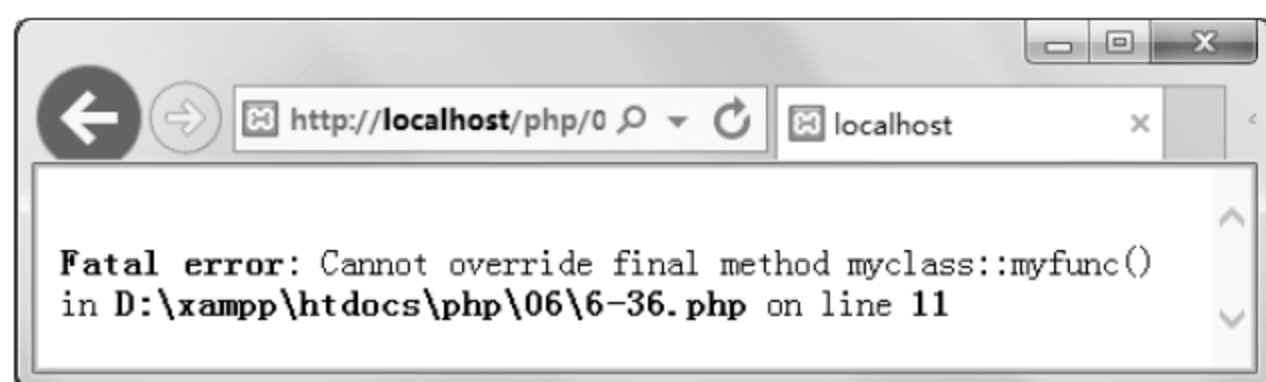 http://localhost/php/0
localhost
Fatal error: Cannot override final method myclass::myfunc()
in D:\xampp\htdocs\php\06\6-36.php on line 11